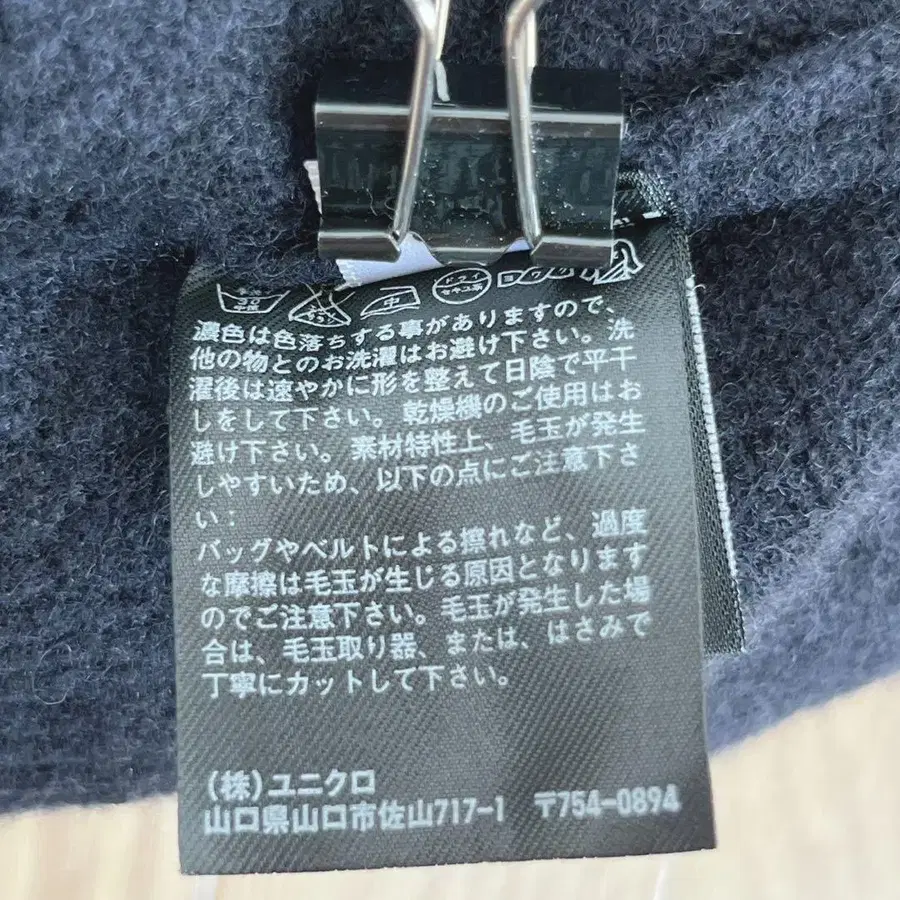 30
中
ドライ
セキユ系
濃色は色落ちする事がありますので、
他の物とのお洗濯はお避け下さい。洗
濯後は速やかに形を整えて日陰で平干
しをして下さい。乾燥機のご使用はお
避け下さい。素材特性上、毛玉が発生
しやすいため、以下の点にご注意下さ
い:
バッグやベルトによる擦れなど、過度
な摩擦は毛玉が生じる原因となります
のでご注意下さい。毛玉が発生した場
合は、毛玉取り器、または、はさみで
丁寧にカットして下さい。
(株)ユニクロ
山口県山口市佐山717-1 〒754-0894